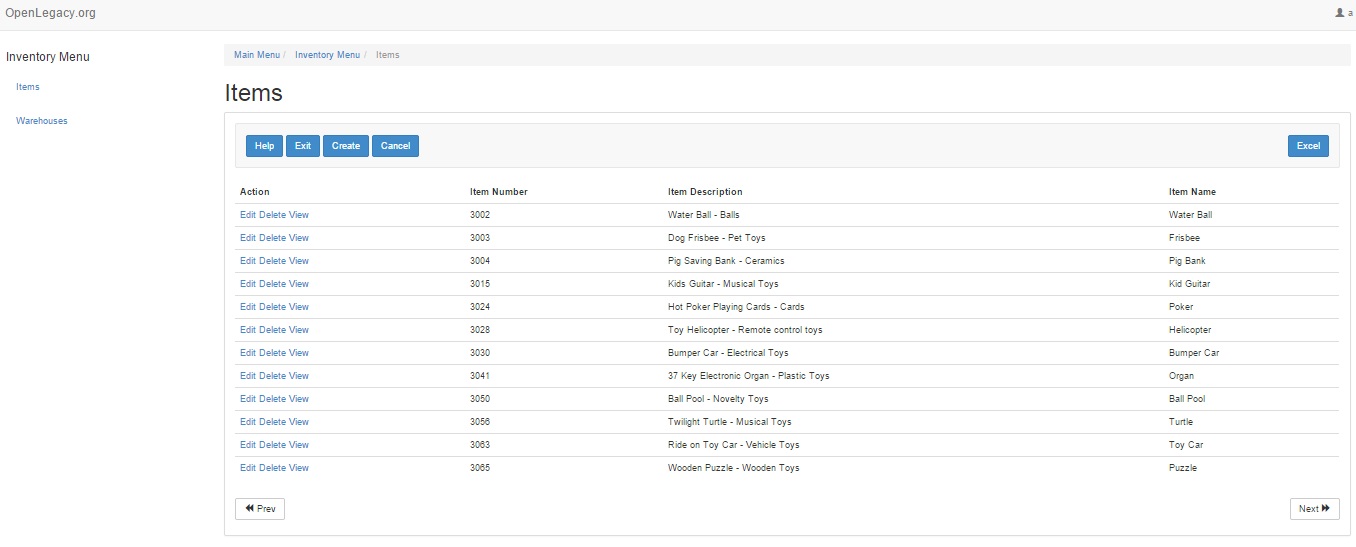 OpenLegacy.org a
Inventory Menu
Items
Warehouses
Main Menu / Inventory Menu / Items
Items
Help Exit Create Cancel Excel
Action Item Number Item Description Item Name
Edit Delete View 3002 Water Ball - Balls Water Ball
Edit Delete View 3003 Dog Frisbee - Pet Toys Frisbee
Edit Delete View 3004 Pig Saving Bank - Ceramics Pig Bank
Edit Delete View 3015 Kids Guitar - Musical Toys Kid Guitar
Edit Delete View 3024 Hot Poker Playing Cards - Cards Poker
Edit Delete View 3028 Toy Helicopter - Remote control toys Helicopter
Edit Delete View 3030 Bumper Car - Electrical Toys Bumper Car
Edit Delete View 3041 37 Key Electronic Organ - Plastic Toys Organ
Edit Delete View 3050 Ball Pool - Novelty Toys Ball Pool
Edit Delete View 3056 Twilight Turtle - Musical Toys Turtle
Edit Delete View 3063 Ride on Toy Car - Vehicle Toys Toy Car
Edit Delete View 3065 Wooden Puzzle - Wooden Toys Puzzle
Prev Next